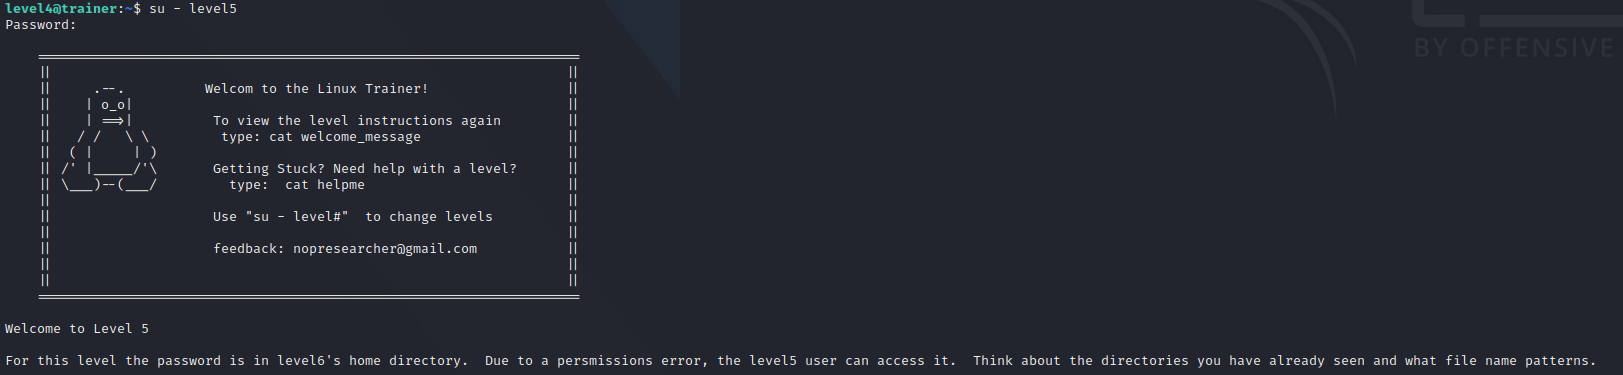 level4@trainer:~$ su - level5
Password:
Welcom to the Linux Trainer!
To view the level instructions again
type: cat welcome_message
Getting Stuck? Need help with a level?
type:  cat helpme
Use "su - level#"  to change levels
feedback: nopresearcher@gmail.com
Welcome to Level 5
For this level the password is in level6's home directory.  Due to a persmissions error, the level5 user can access it.  Think about the directories you have already seen and what file name patterns.
BY OFFENSIVE